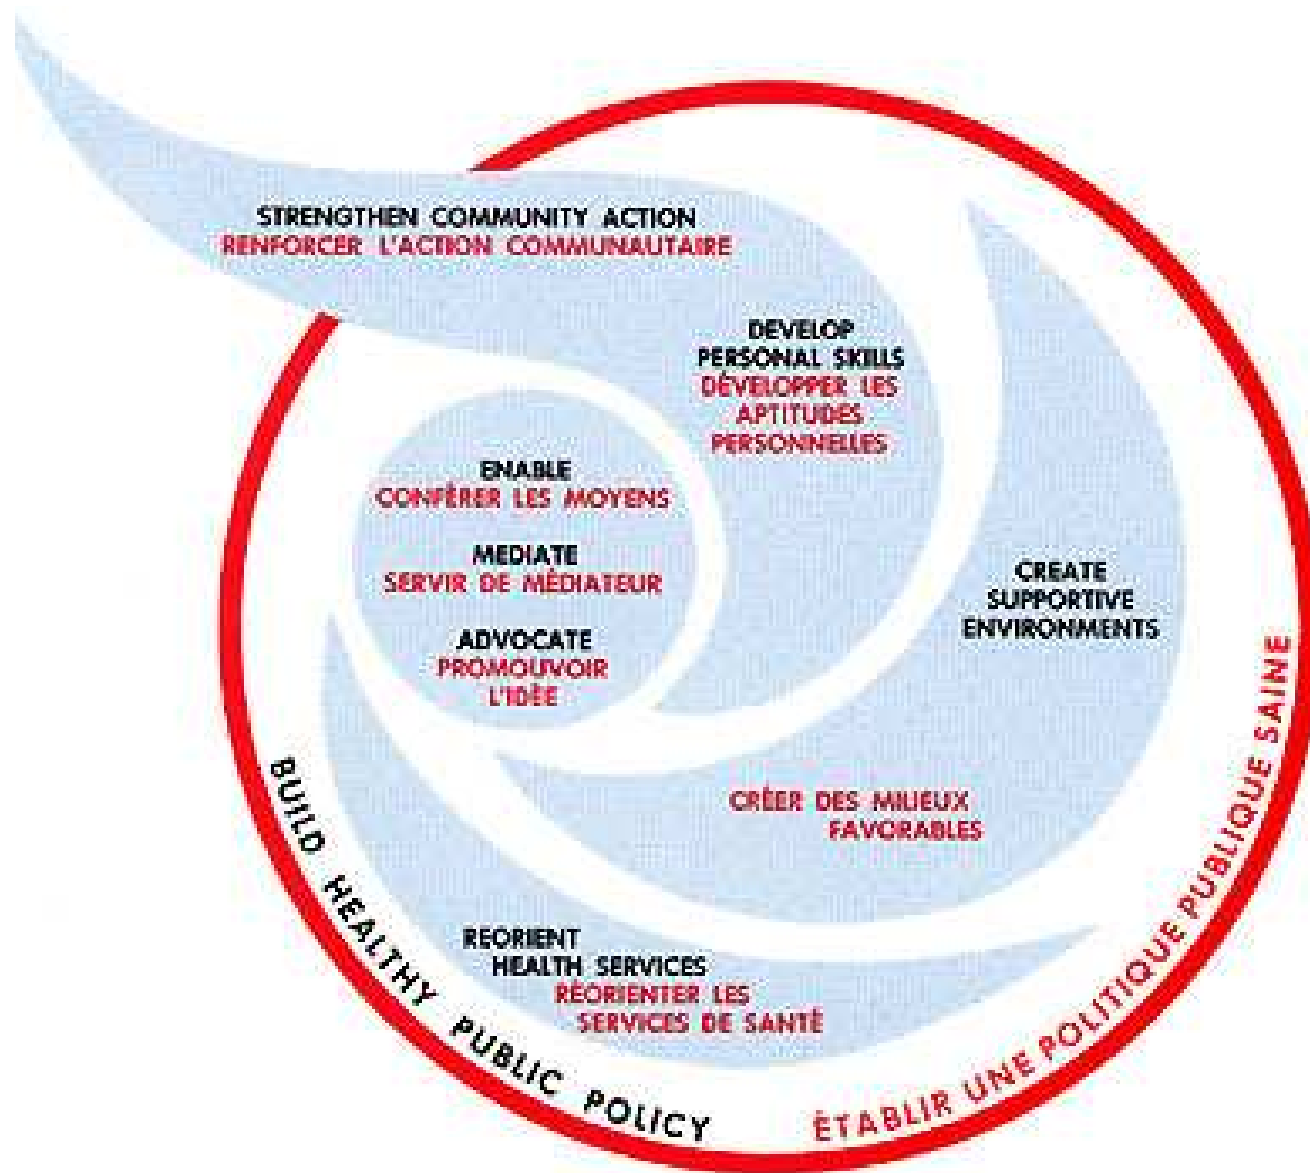 STRENGTHEN COMMUNITY ACTION
RENFORCER L'ACTION COMMUNAUTAIRE
DEVELOP
PERSONAL SKILLS
DÉVELOPPER LES
APTITUDES
PERSONNELLES
ENABLE
CONFÉRER LES MOYENS
MEDIATE
SERVIR DE MÉDIATEUR
ADVOCATE
PROMOUVOIR
L'IDÉE
CREATE
SUPPORTIVE
ENVIRONMENTS
CRÉER DES MILIEUX
FAVORABLES
REORIENT
HEALTH SERVICES
RÉORIENTER LES
SERVICES DE SANTÉ
BUILD HEALTHY PUBLIC POLICY
ÉTABLIR UNE POLITIQUE PUBLIQUE SAINE